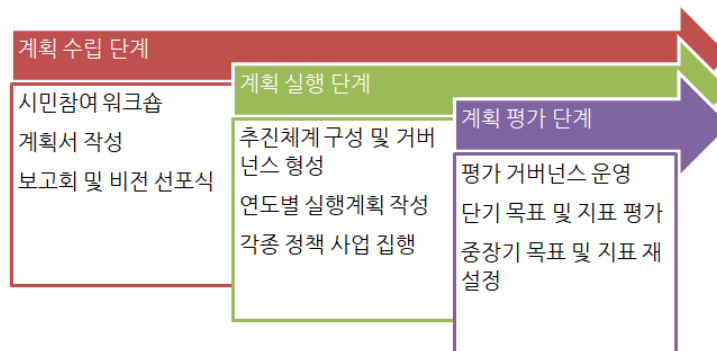 계획 수립 단계
시민참여 워크숍
계획서 작성
보고회 및 비전 선포식
계획 실행 단계
추진체계 구성 및 거버
넌스 형성
연도별 실행계획 작성
각종 정책 사업 집행
계획 평가 단계
평가 거버넌스 운영
단기 목표 및 지표 평가
중장기 목표 및 지표 재
설정